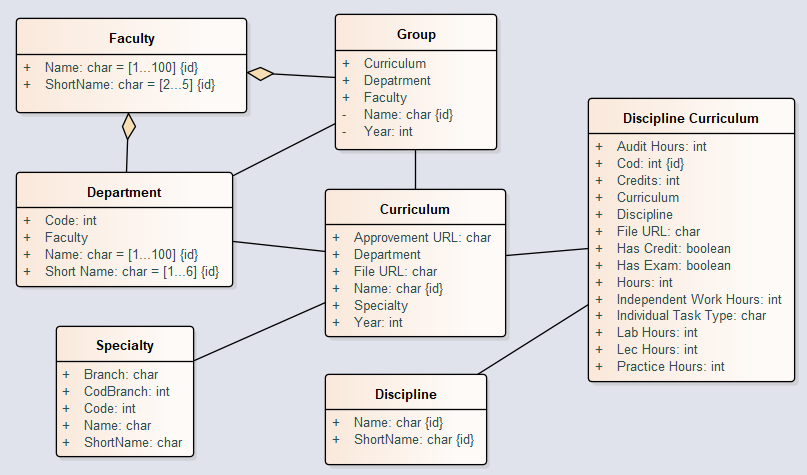 Faculty
+ Name: char = [1...100] {id}
+ ShortName: char = [2...5] {id}
Group
+ Curriculum
+ Depatrment
+ Faculty
- Name: char {id}
- Year: int
Department
+ Code: int
+ Faculty
+ Name: char = [1...100] {id}
+ Short Name: char = [1...6] {id}
Curriculum
+ Approvement URL: char
+ Department
+ File URL: char
+ Name: char {id}
+ Specialty
+ Year: int
Discipline Curriculum
+ Audit Hours: int
+ Cod: int {id}
+ Credits: int
+ Curriculum
+ Discipline
+ File URL: char
+ Has Credit: boolean
+ Has Exam: boolean
+ Hours: int
+ Independent Work Hours: int
+ Individual Task Type: char
+ Lab Hours: int
+ Lec Hours: int
+ Practice Hours: int
Specialty
+ Branch: char
+ CodBranch: int
+ Code: int
+ Name: char
+ ShortName: char
Discipline
+ Name: char {id}
+ ShortName: char {id}